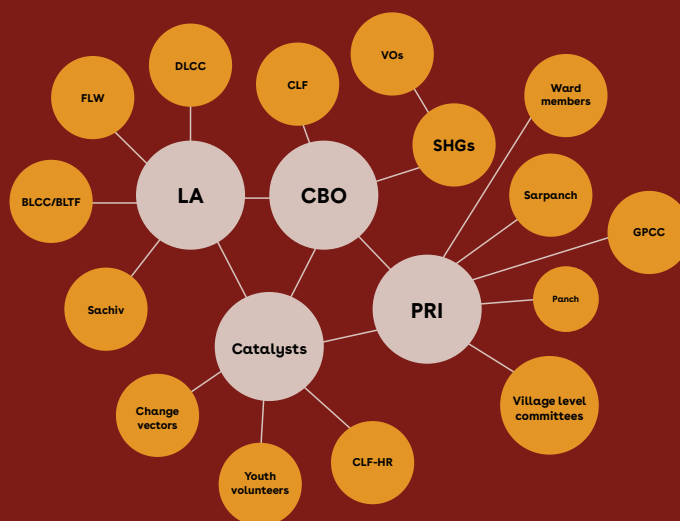 VOs
DLCC
CLF
FLW
Ward
members
SHGs
LA
CBO
Sarpanch
BLCC/BLTF
GPCC
Panch
Sachiv
PRI
Catalysts
Village level
committees
Change
vectors
CLF-HR
Youth
volunteers